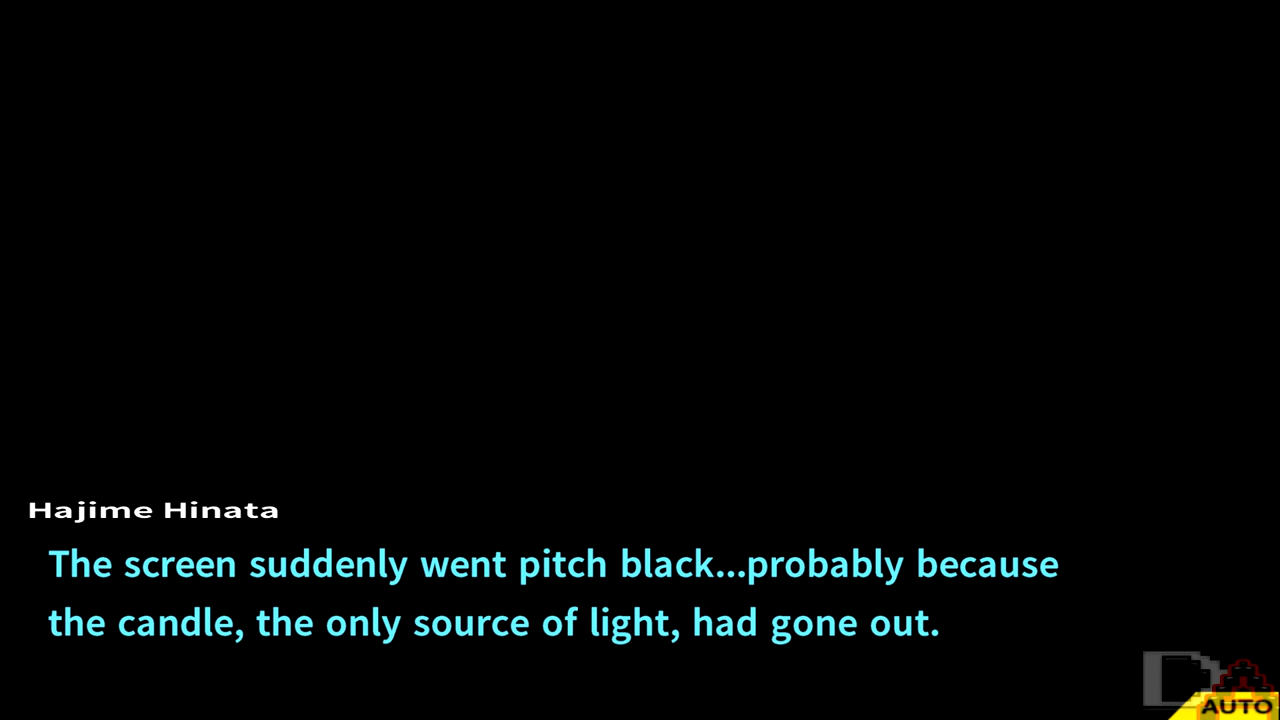 Hajime Hinata
The screen suddenly went pitch black...probably because
the candle, the only source of light, had gone out.
AUTO